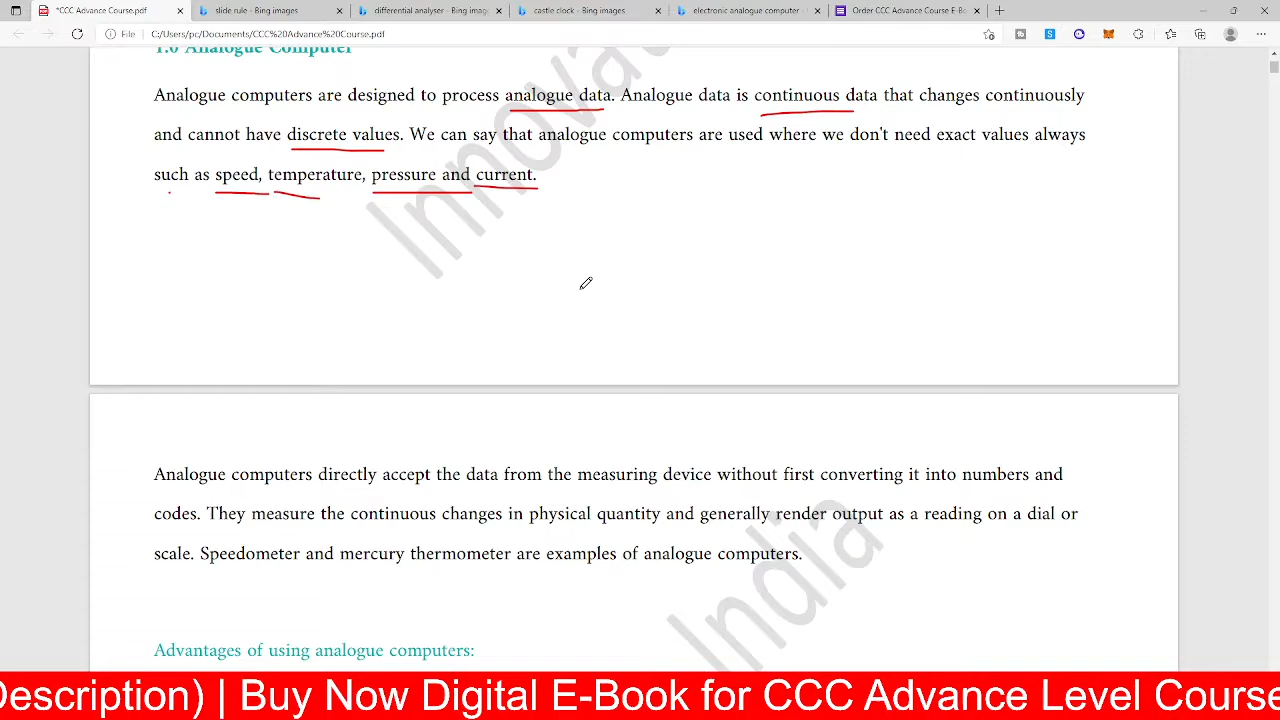 *CCC Advance Course.pdf
slide rule - Bing images
differential analyser - Bing imag
castle clock - Bing images
electronic analogue computer -
Order CCC Advance Course E-B
File
C:/Users/pc/Documents/CCC%20Advance%20Course.pdf
1.0 Analogue Computer
Analogue computers are designed to process analogue data. Analogue data is continuous data that changes continuously
and cannot have discrete values. We can say that analogue computers are used where we don't need exact values always
such as speed, temperature, pressure and current.
Innovat
Analogue computers directly accept the data from the measuring device without first converting it into numbers and
codes. They measure the continuous changes in physical quantity and generally render output as a reading on a dial or
scale. Speedometer and mercury thermometer are examples of analogue computers.
India
Advantages of using analogue computers:
Description) | Buy Now Digital E-Book for CCC Advance Level Course